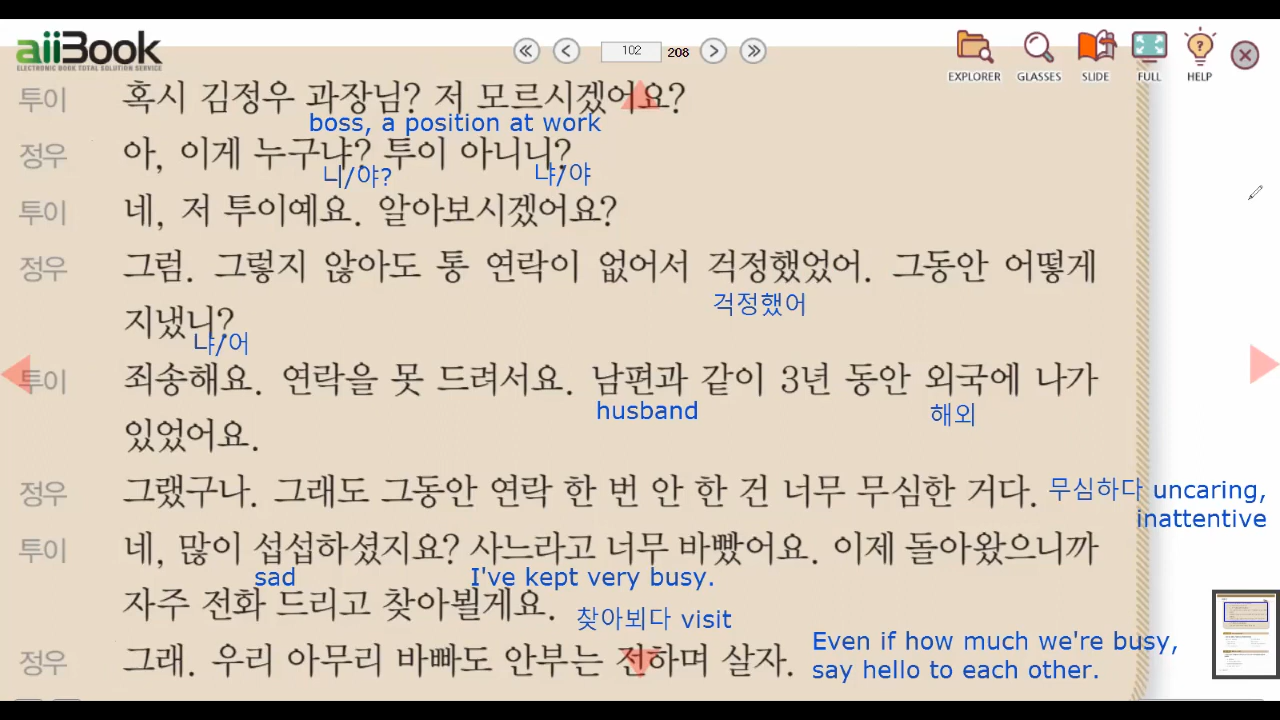 aiiBook
ELECTRONIC BOOK TOTAL SOLUTION SERVICE
102 208
EXPLORER GLASSES SLIDE FULL HELP
투이 혹시 김정우 과장님? 저 모르시겠어요?
boss, a position at work
정우 아, 이게 누구냐? 투이 아니니?
니/야? 냐/야
투이 네, 저 투이예요. 알아보시겠어요?
정우 그럼. 그렇지 않아도 통 연락이 없어서 걱정했었어. 그동안 어떻게
걱정했어
지냈니?
냐/어
투이 죄송해요. 연락을 못 드려서요. 남편과 같이 3년 동안 외국에 나가
husband 해외
있었어요.
정우 그랬구나. 그래도 그동안 연락 한 번 안 한 건 너무 무심한 거다. 무심하다 uncaring,
inattentive
투이 네, 많이 섭섭하셨지요? 사느라고 너무 바빴어요. 이제 돌아왔으니까
sad I've kept very busy.
자주 전화 드리고 찾아뵐게요. 찾아뵈다 visit
정우 그래. 우리 아무리 바빠도 안부는 전하며 살자. Even if how much we're busy,
say hello to each other.